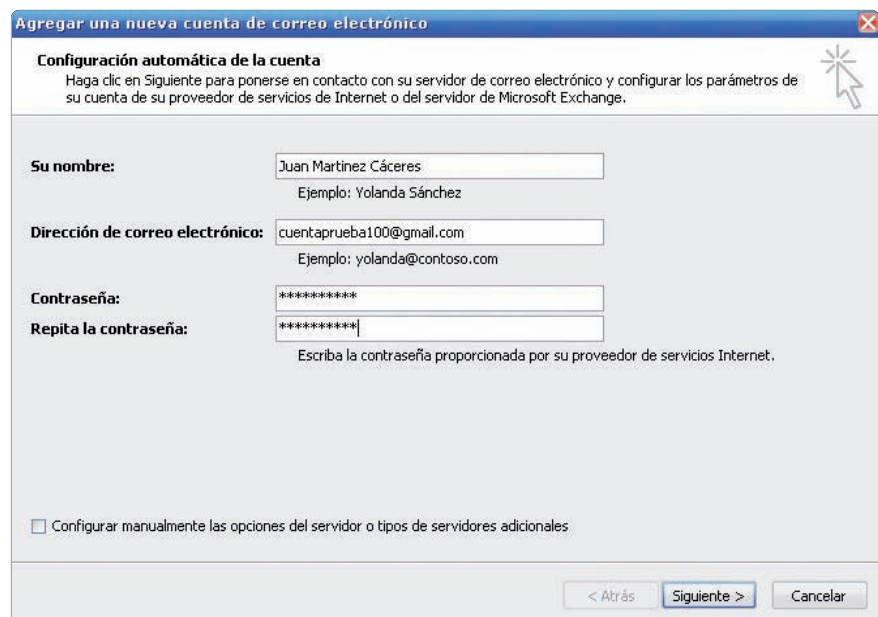 Agregar una nueva cuenta de correo electrónico
Configuración automática de la cuenta
Haga clic en Siguiente para ponerse en contacto con su servidor de correo electrónico y configurar los parámetros de
su cuenta de su proveedor de servicios de Internet o del servidor de Microsoft Exchange.
Su nombre: Juan Martinez Cáceres
Ejemplo: Yolanda Sánchez
Dirección de correo electrónico: cuentaprueba100@gmail.com
Ejemplo: yolanda@contoso.com
Contraseña: **********
Repita la contraseña: **********
Escriba la contraseña proporcionada por su proveedor de servicios Internet.
Configurar manualmente las opciones del servidor o tipos de servidores adicionales
< Atrás Siguiente > Cancelar